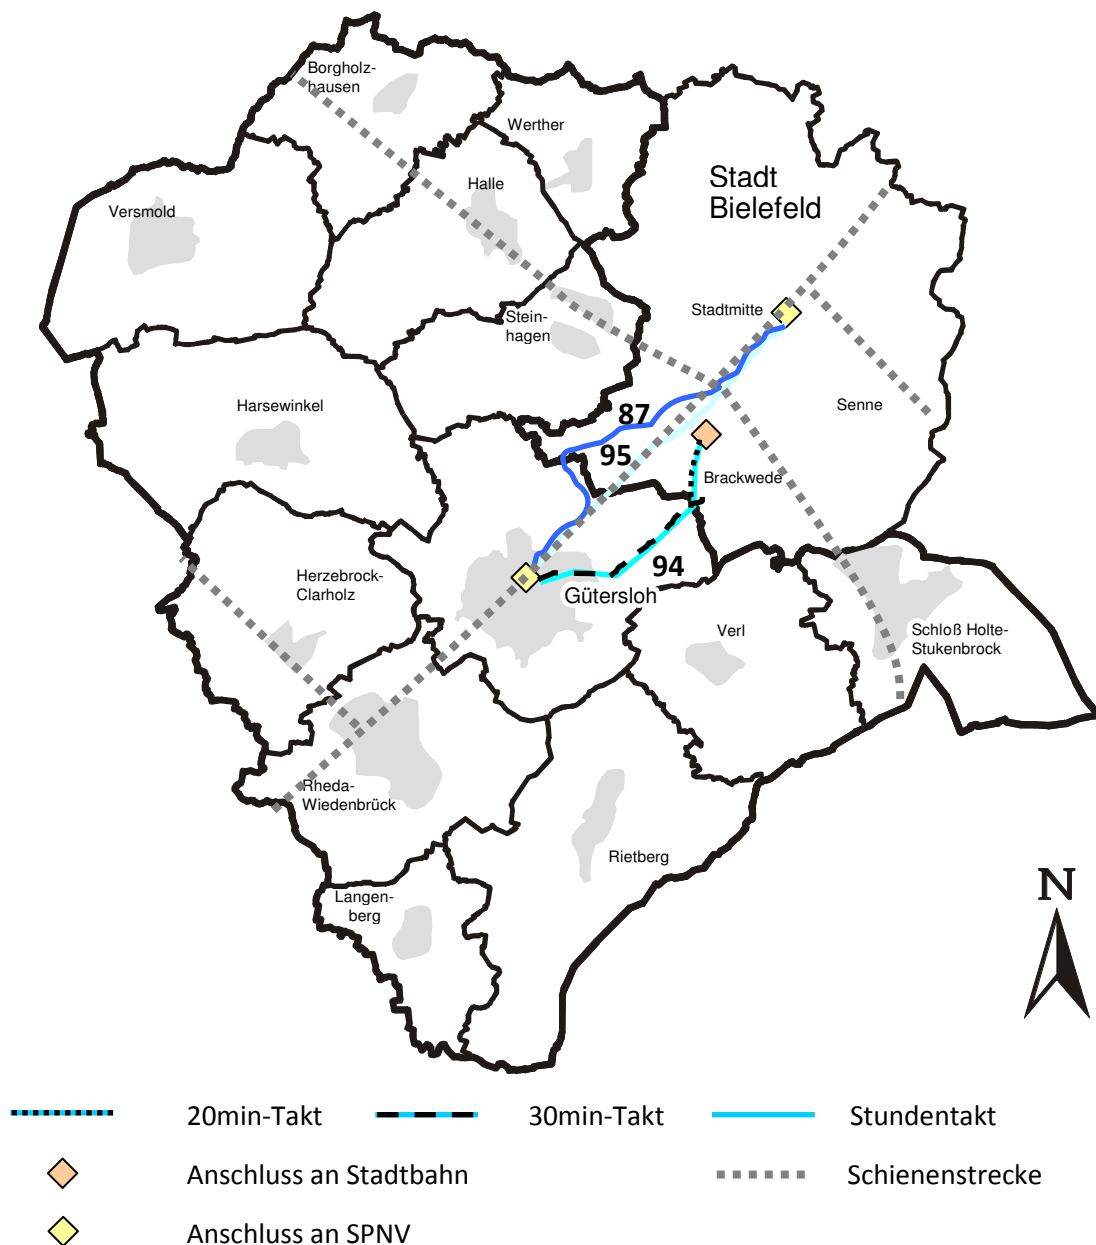 Borgholz-
hausen
Werther
Halle
Versmold
Stadt
Bielefeld
Stadtmitte
Stein-
hagen
Harsewinkel
87
Senne
95
Brackwede
94
Herzebrock-
Clarholz
Gütersloh
Verl
Schloß Holte-
Stukenbrock
Rheda-
Wiedenbrück
Rietberg
Langen-
berg
N
20min-Takt
30min-Takt
Stundentakt
Anschluss an Stadtbahn
Schienenstrecke
Anschluss an SPNV